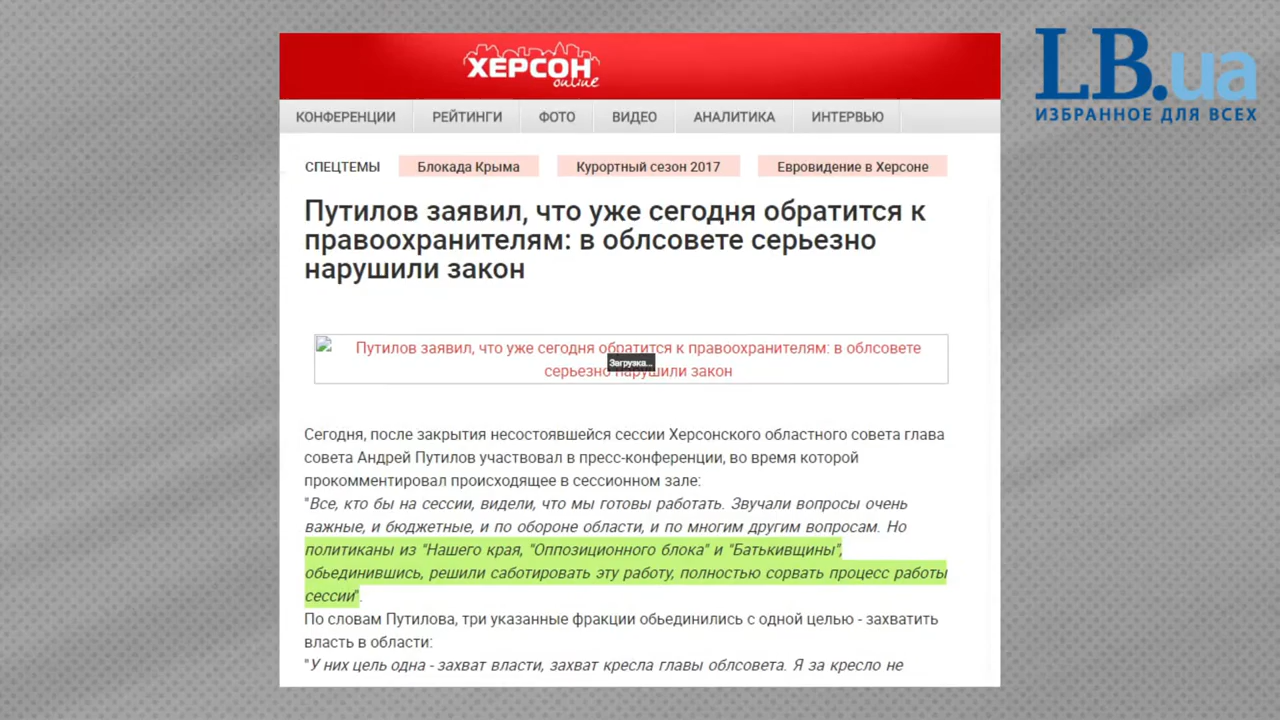 ХЕРСОН
online
LB.ua
ИЗБРАННОЕ ДЛЯ ВСЕХ
КОНФЕРЕНЦИИ РЕЙТИНГИ ФОТО ВИДЕО АНАЛИТИКА ИНТЕРВЬЮ
СПЕЦТЕМЫ Блокада Крыма Курортный сезон 2017 Евровидение в Херсоне
Путилов заявил, что уже сегодня обратится к
правоохранителям: в облсовете серьезно
нарушили закон
Путилов заявил, что уже сегодня обратится к правоохранителям: в облсовете
серьезно нарушили закон
Загрузка...
Сегодня, после закрытия несостоявшейся сессии Херсонского областного совета глава
совета Андрей Путилов участвовал в пресс-конференции, во время которой
прокомментировал происходящее в сессионном зале:
"Все, кто бы на сессии, видели, что мы готовы работать. Звучали вопросы очень
важные, и бюджетные, и по обороне области, и по многим другим вопросам. Но
политиканы из "Нашего края, "Оппозиционного блока" и "Батькивщины",
обьединившись, решили саботировать эту работу, полностью сорвать процесс работы
сессии".
По словам Путилова, три указанные фракции обьединились с одной целью - захватить
власть в области:
"У них цель одна - захват власти, захват кресла главы облсовета. Я за кресло не